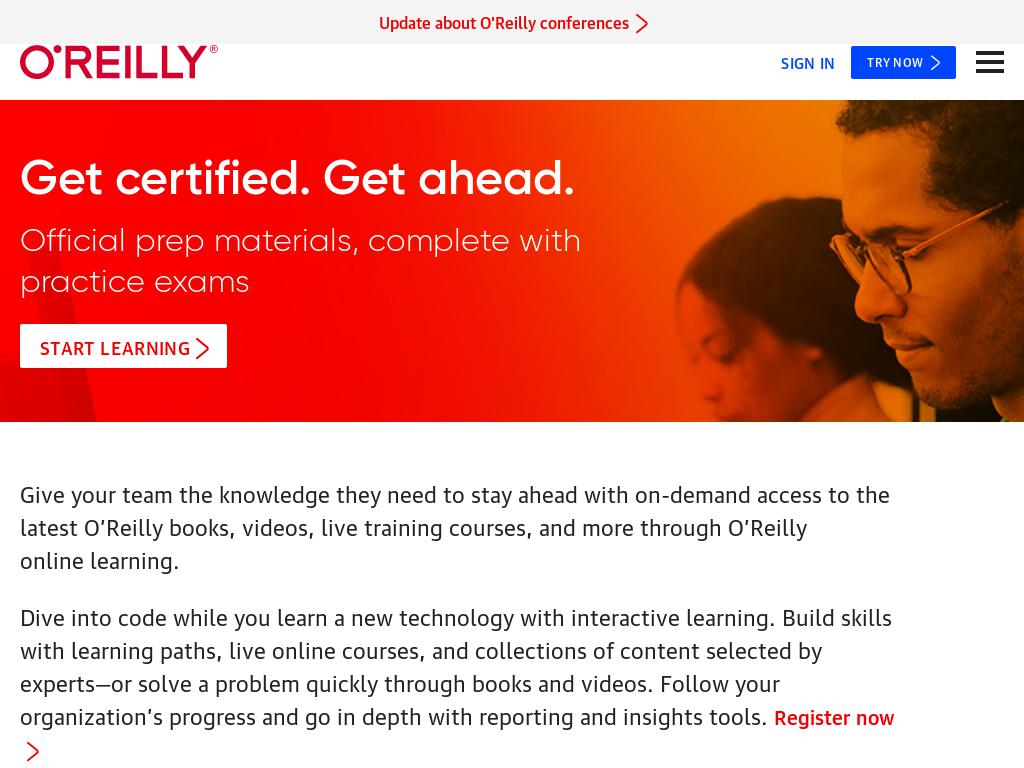 Update about O'Reilly conferences
O'REILLY®
SIGN IN
TRY NOW
Get certified. Get ahead.
Official prep materials, complete with
practice exams
START LEARNING
Give your team the knowledge they need to stay ahead with on-demand access to the
latest O’Reilly books, videos, live training courses, and more through O’Reilly
online learning.
Dive into code while you learn a new technology with interactive learning. Build skills
with learning paths, live online courses, and collections of content selected by
experts—or solve a problem quickly through books and videos. Follow your
organization’s progress and go in depth with reporting and insights tools. Register now